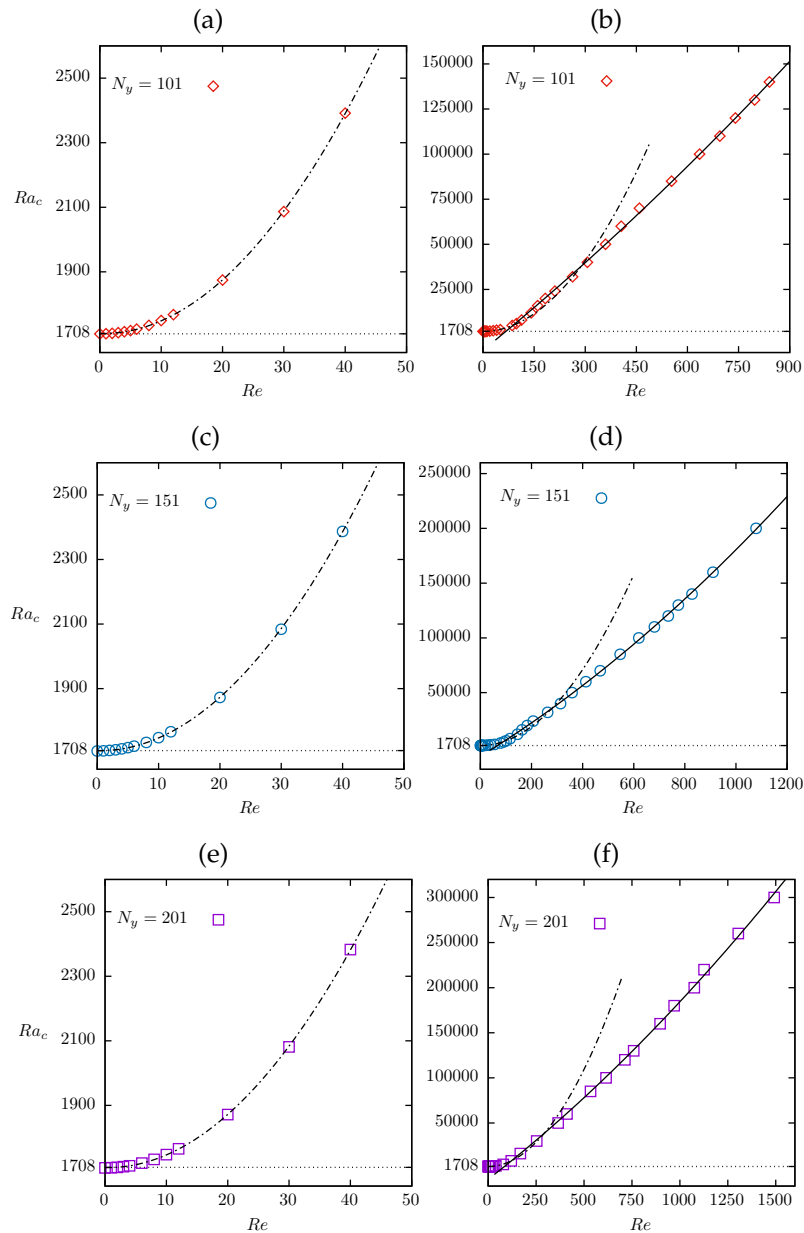 (a) (b)
2500
2300
2100
1900
1708
Ra_c
N_y = 101
0 10 20 30 40 50
Re
150000
125000
100000
75000
50000
25000
1708
N_y = 101
0 150 300 450 600 750 900
Re
(c) (d)
2500
2300
2100
1900
1708
Ra_c
N_y = 151
0 10 20 30 40 50
Re
250000
200000
150000
100000
50000
1708
N_y = 151
0 200 400 600 800 1000 1200
Re
(e) (f)
2500
2300
2100
1900
1708
Ra_c
N_y = 201
0 10 20 30 40 50
Re
300000
250000
200000
150000
100000
50000
1708
N_y = 201
0 250 500 750 1000 1250 1500
Re